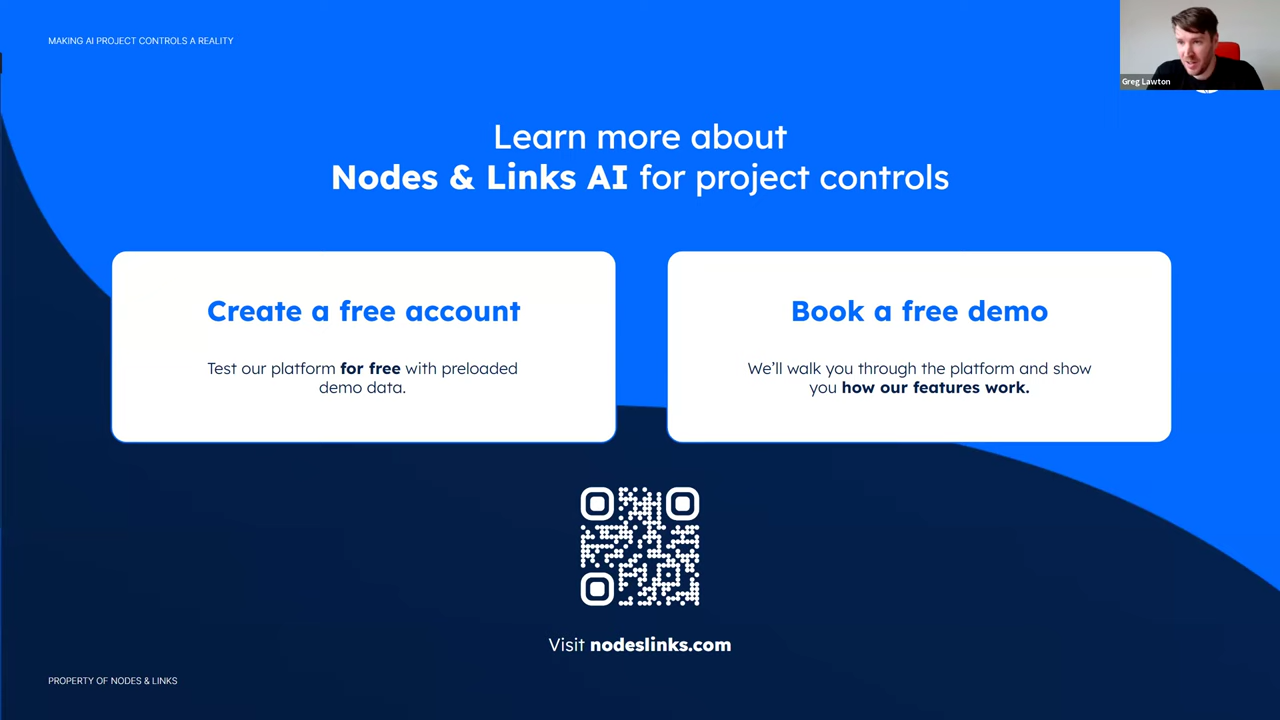 MAKING AI PROJECT CONTROLS A REALITY
Greg Lawton
Learn more about
Nodes & Links AI for project controls
Create a free account
Test our platform for free with preloaded
demo data.
Book a free demo
We’ll walk you through the platform and show
you how our features work.
Visit nodeslinks.com
PROPERTY OF NODES & LINKS